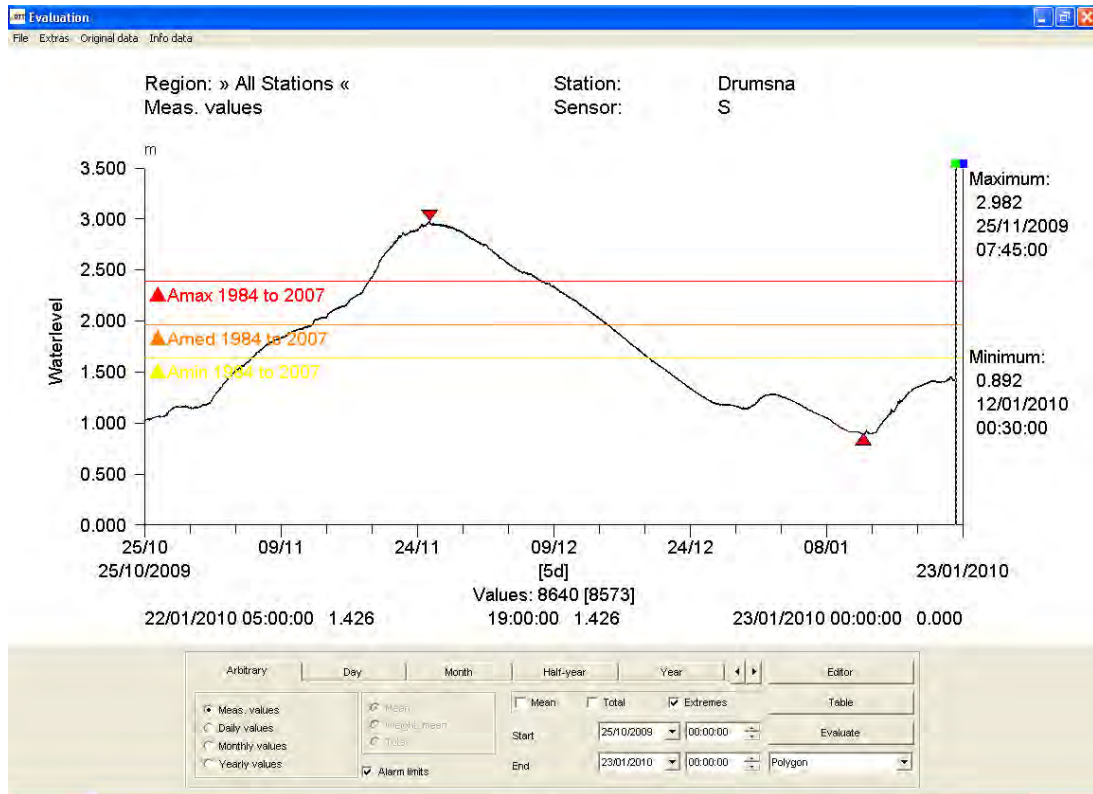 OTT Evaluation
File Extras Original data Info data
Region: » All Stations « Station: Drumsna
Meas. values Sensor: S
m
3.500
3.000
2.500
2.000
1.500
1.000
0.500
0.000
Waterlevel
Amax 1984 to 2007
Amed 1984 to 2007
Amin 1984 to 2007
Maximum:
2.982
25/11/2009
07:45:00
Minimum:
0.892
12/01/2010
00:30:00
25/10 09/11 24/11 09/12 24/12 08/01
25/10/2009 [5d] 23/01/2010
Values: 8640 [8573]
22/01/2010 05:00:00 1.426 19:00:00 1.426 23/01/2010 00:00:00 0.000
Arbitrary Day Month Half-year Year Editor
Meas. values Mean Mean Total Extremes Table
Daily values Weight. mean Start 25/10/2009 00:00:00 Evaluate
Monthly values Total
Yearly values Alarm limits End 23/01/2010 00:00:00 Polygon